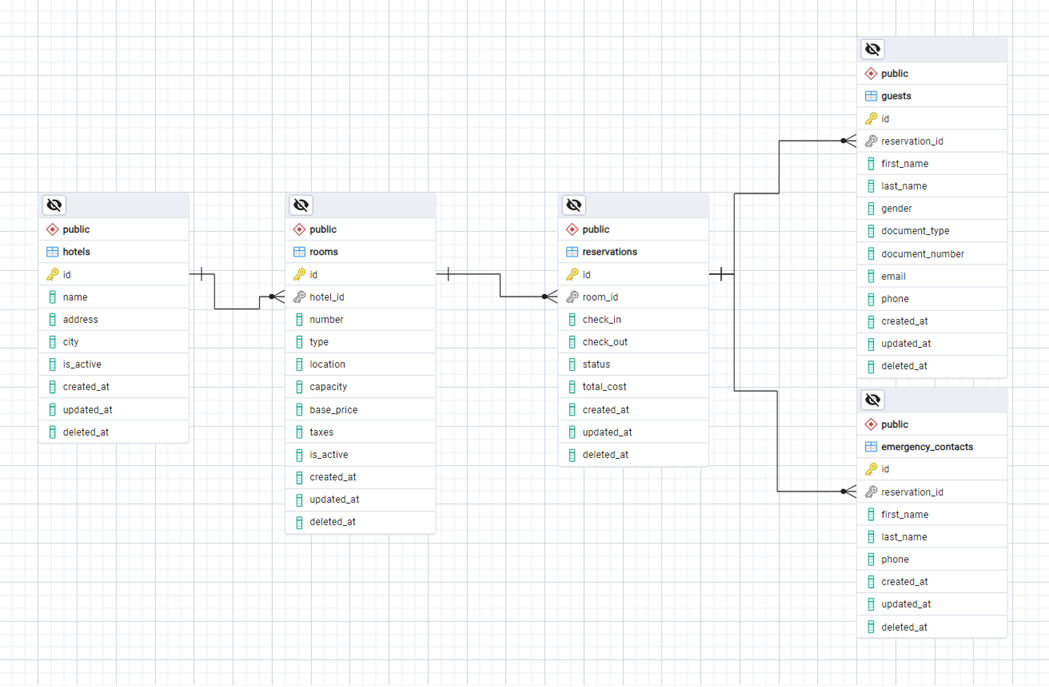 public
hotels
id
name
address
city
is_active
created_at
updated_at
deleted_at
public
rooms
id
hotel_id
number
type
location
capacity
base_price
taxes
is_active
created_at
updated_at
deleted_at
public
reservations
id
room_id
check_in
check_out
status
total_cost
created_at
updated_at
deleted_at
public
guests
id
reservation_id
first_name
last_name
gender
document_type
document_number
email
phone
created_at
updated_at
deleted_at
public
emergency_contacts
id
reservation_id
first_name
last_name
phone
created_at
updated_at
deleted_at